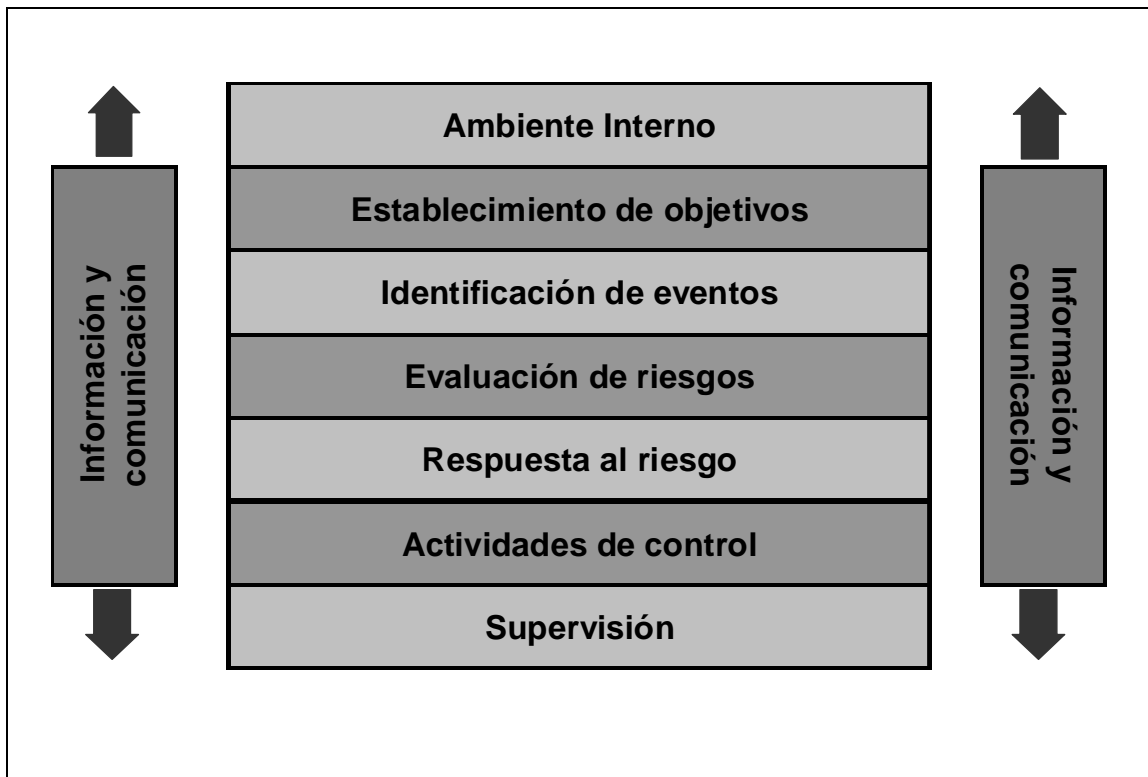 Ambiente Interno
Establecimiento de objetivos
Identificación de eventos
Evaluación de riesgos
Respuesta al riesgo
Actividades de control
Supervisión
Información y
comunicación
Información y
comunicación